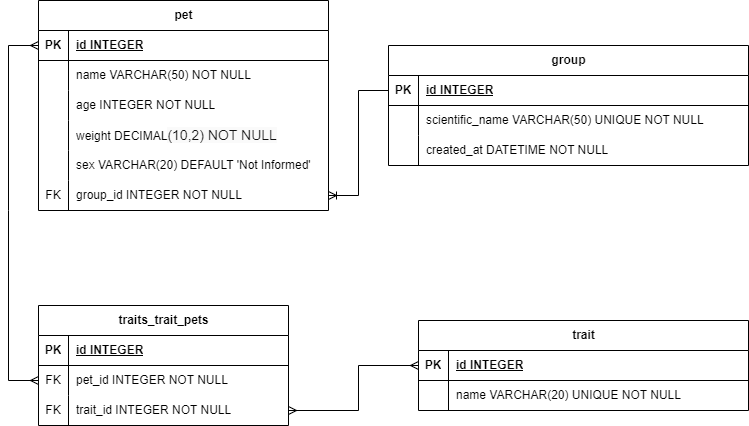 pet
PK id INTEGER
name VARCHAR(50) NOT NULL
age INTEGER NOT NULL
weight DECIMAL(10,2) NOT NULL
sex VARCHAR(20) DEFAULT 'Not Informed'
FK group_id INTEGER NOT NULL
group
PK id INTEGER
scientific_name VARCHAR(50) UNIQUE NOT NULL
created_at DATETIME NOT NULL
traits_trait_pets
PK id INTEGER
FK pet_id INTEGER NOT NULL
FK trait_id INTEGER NOT NULL
trait
PK id INTEGER
name VARCHAR(20) UNIQUE NOT NULL